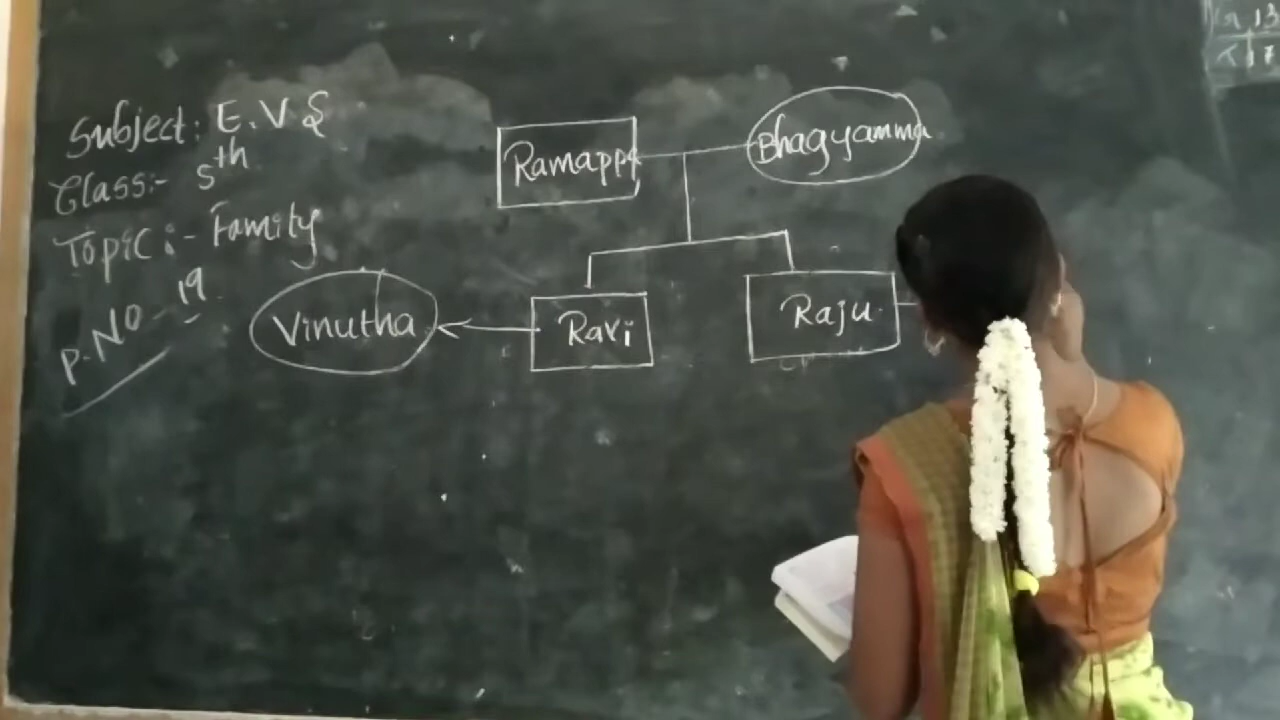 Subject: E.V.S
Class:- 5th
Topic:- Family
P.NO-19
Ramappa
Bhagyamma
Vinutha
Ravi
Raju